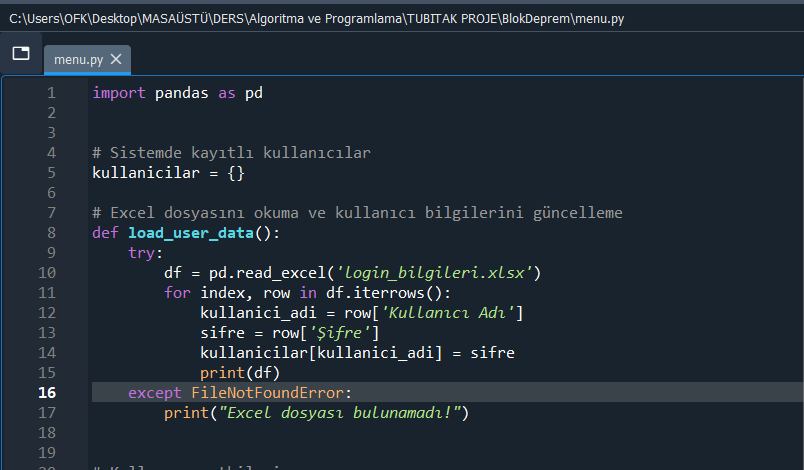 C:\Users\OFK\Desktop\MASAÜSTÜ\DERS\Algoritma ve Programlama\TUBITAK PROJE\BlokDeprem\menu.py
menu.py
1 import pandas as pd
2
3
4 # Sistemde kayıtlı kullanıcılar
5 kullanicilar = {}
6
7 # Excel dosyasını okuma ve kullanıcı bilgilerini güncelleme
8 def load_user_data():
9     try:
10         df = pd.read_excel('login_bilgileri.xlsx')
11         for index, row in df.iterrows():
12             kullanici_adi = row['Kullanıcı Adı']
13             sifre = row['Şifre']
14             kullanicilar[kullanici_adi] = sifre
15             print(df)
16     except FileNotFoundError:
17         print("Excel dosyası bulunamadı!")
18
19